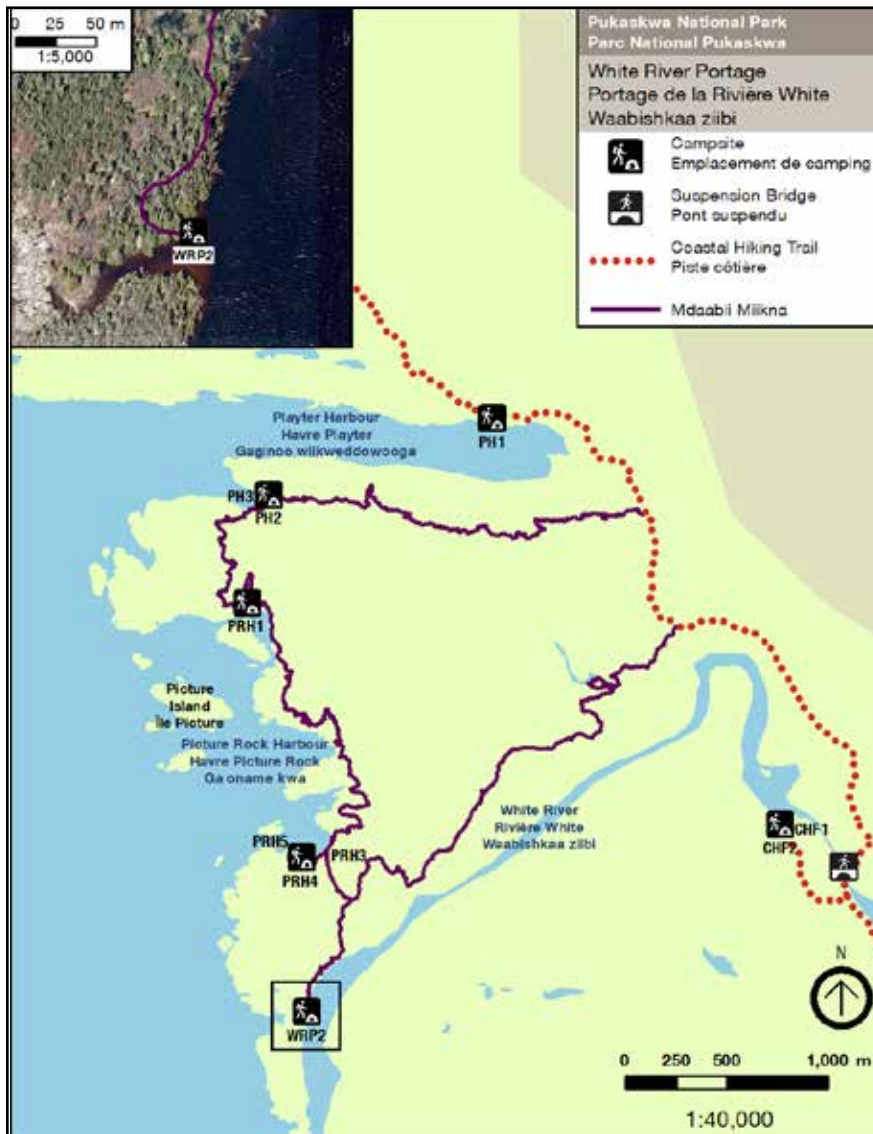 0 25 50 m
1:5,000
WRP2
Pukaskwa National Park
Parc National Pukaskwa
White River Portage
Portage de la Rivière White
Waabishkaa ziibi
Campsite
Emplacement de camping
Suspension Bridge
Pont suspendu
Coastal Hiking Trail
Piste côtière
Mdaabii Miikna
Playter Harbour
Havre Playter
Gaginoo wiikweddowooga
PH1
PH3
PH2
PRH1
Picture
Island
Île Picture
Picture Rock Harbour
Havre Picture Rock
Ga oname kwa
White River
Rivière White
Waabishkaa ziibi
CHF1
CHF2
PRH5
PRH3
PRH4
WRP2
N
0 250 500 1,000 m
1:40,000